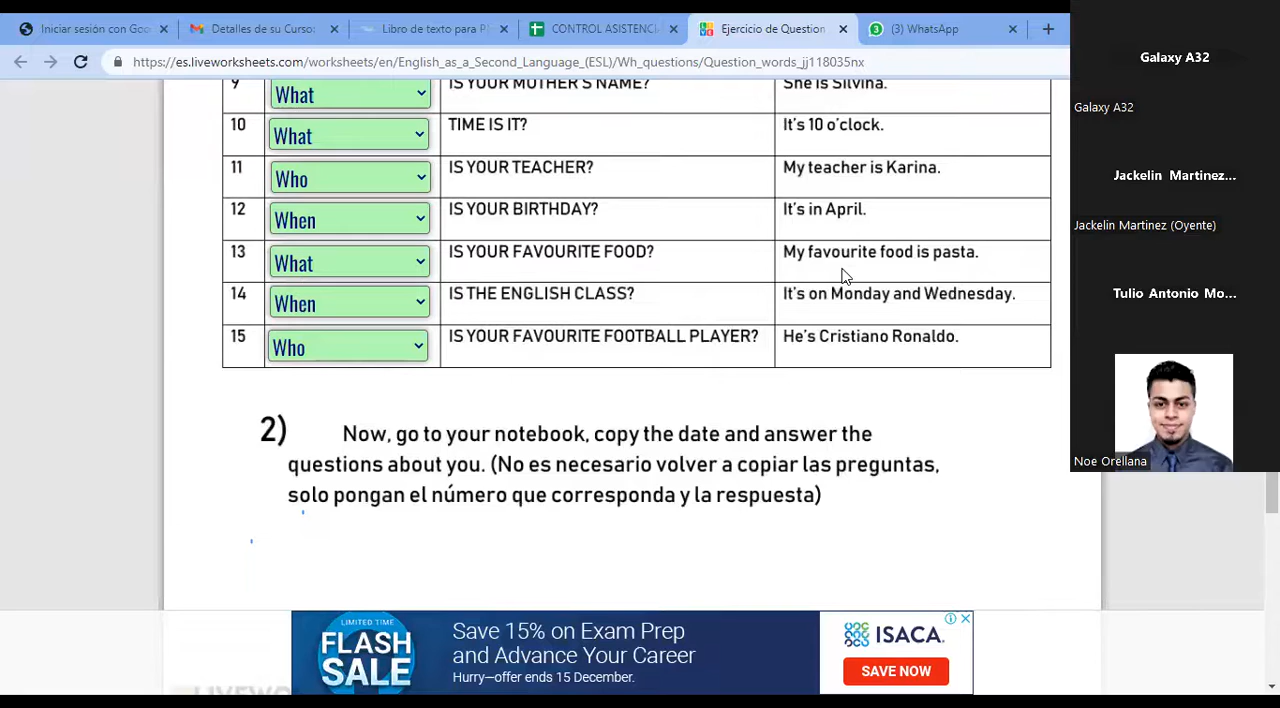 Iniciar sesión con Goo
Detalles de su Curso:
Libro de texto para P
CONTROL ASISTENCI
Ejercicio de Question
(3) WhatsApp
https://es.liveworksheets.com/worksheets/en/English_as_a_Second_Language_(ESL)/Wh_questions/Question_words_jj118035nx
9 What IS YOUR MOTHER'S NAME? She is Silvina.
10 What TIME IS IT? It's 10 o'clock.
11 Who IS YOUR TEACHER? My teacher is Karina.
12 When IS YOUR BIRTHDAY? It's in April.
13 What IS YOUR FAVOURITE FOOD? My favourite food is pasta.
14 When IS THE ENGLISH CLASS? It's on Monday and Wednesday.
15 Who IS YOUR FAVOURITE FOOTBALL PLAYER? He's Cristiano Ronaldo.
2) Now, go to your notebook, copy the date and answer the
questions about you. (No es necesario volver a copiar las preguntas,
solo pongan el número que corresponda y la respuesta)
LIMITED TIME
FLASH
SALE
Save 15% on Exam Prep
and Advance Your Career
Hurry—offer ends 15 December.
ISACA.
SAVE NOW
Galaxy A32
Galaxy A32
Jackelin Martinez...
Jackelin Martinez (Oyente)
Tulio Antonio Mo...
Noe Orellana